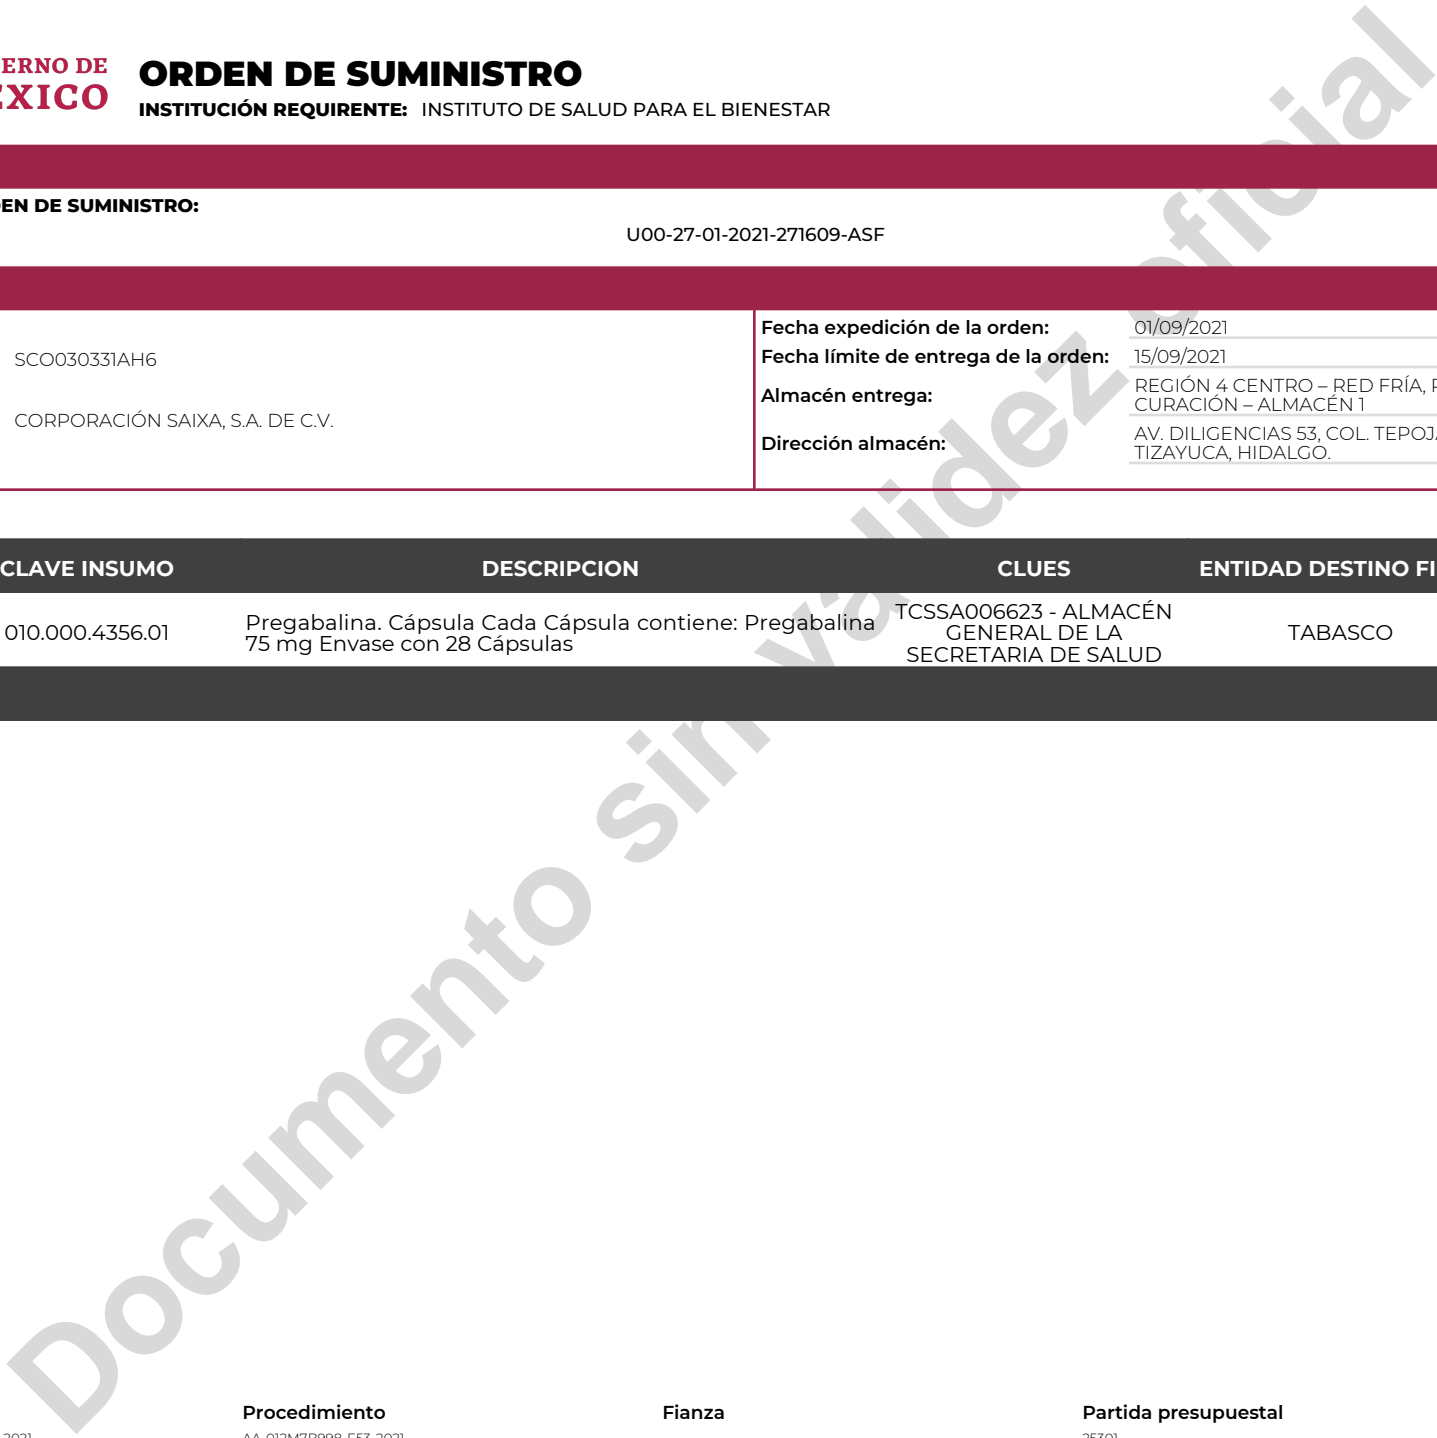 ERNO DE
EXICO
ORDEN DE SUMINISTRO
INSTITUCIÓN REQUIRENTE: INSTITUTO DE SALUD PARA EL BIENESTAR
EN DE SUMINISTRO:
U00-27-01-2021-271609-ASF
SCO030331AH6
CORPORACIÓN SAIXA, S.A. DE C.V.
Fecha expedición de la orden: 01/09/2021
Fecha límite de entrega de la orden: 15/09/2021
Almacén entrega: REGIÓN 4 CENTRO – RED FRÍA,
CURACIÓN – ALMACÉN 1
Dirección almacén: AV. DILIGENCIAS 53, COL. TEPOJA
TIZAYUCA, HIDALGO.
CLAVE INSUMO DESCRIPCION CLUES ENTIDAD DESTINO FI
010.000.4356.01 Pregabalina. Cápsula Cada Cápsula contiene: Pregabalina
75 mg Envase con 28 Cápsulas
TCSSA006623 - ALMACÉN
GENERAL DE LA
SECRETARIA DE SALUD
TABASCO
Documento sin validez oficial
Procedimiento Fianza Partida presupuestal